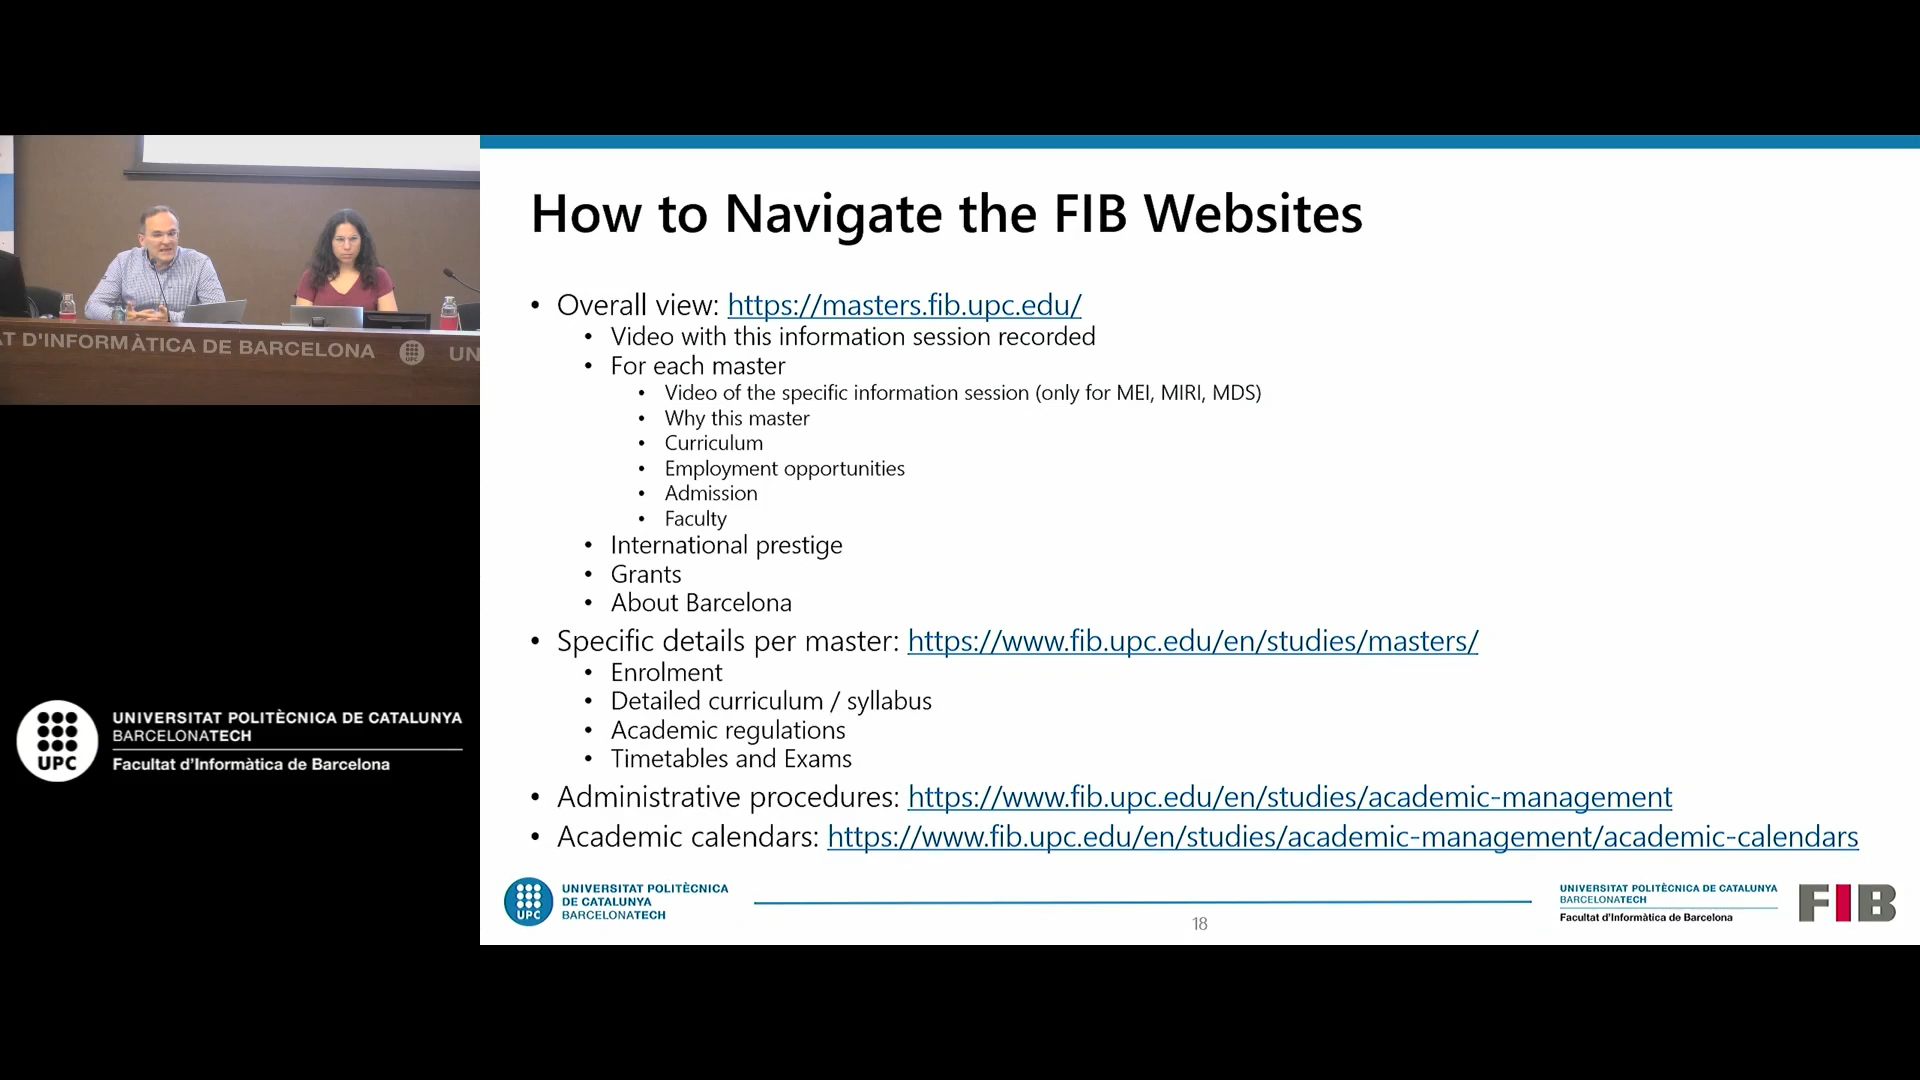 How to Navigate the FIB Websites
• Overall view: https://masters.fib.upc.edu/
• Video with this information session recorded
• For each master
• Video of the specific information session (only for MEI, MIRI, MDS)
• Why this master
• Curriculum
• Employment opportunities
• Admission
• Faculty
• International prestige
• Grants
• About Barcelona
• Specific details per master: https://www.fib.upc.edu/en/studies/masters/
• Enrolment
• Detailed curriculum / syllabus
• Academic regulations
• Timetables and Exams
• Administrative procedures: https://www.fib.upc.edu/en/studies/academic-management
• Academic calendars: https://www.fib.upc.edu/en/studies/academic-management/academic-calendars
UPC
UNIVERSITAT POLITÈCNICA
DE CATALUNYA
BARCELONATECH
18
UNIVERSITAT POLITÈCNICA DE CATALUNYA
BARCELONATECH
Facultat d'Informàtica de Barcelona
FIB
AT D'INFORMÀTICA DE BARCELONA
UPC
UN
UPC
UNIVERSITAT POLITÈCNICA DE CATALUNYA
BARCELONATECH
Facultat d'Informàtica de Barcelona